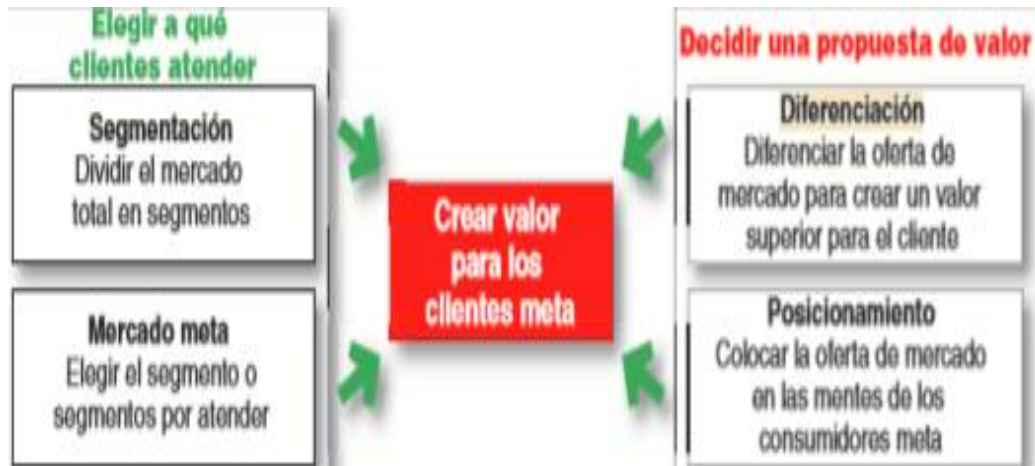 Elegir a qué
clientes atender
Segmentación
Dividir el mercado
total en segmentos
Mercado meta
Elegir el segmento o
segmentos por atender
Crear valor
para los
clientes meta
Decidir una propuesta de valor
Diferenciación
Diferenciar la oferta de
mercado para crear un valor
superior para el cliente
Posicionamiento
Colocar la oferta de mercado
en las mentes de los
consumidores meta